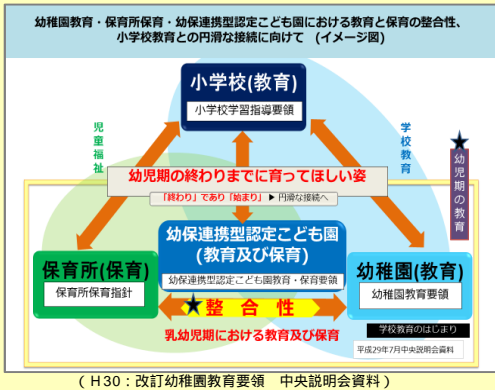 幼稚園教育・保育所保育・幼保連携型認定こども園における教育と保育の整合性、
小学校教育との円滑な接続に向けて (イメージ図)
小学校(教育)
小学校学習指導要領
児童福祉
学校教育
★幼児期の教育
幼児期の終わりまでに育ってほしい姿
「終わり」であり「始まり」▶円滑な接続へ
幼保連携型認定こども園
(教育及び保育)
幼保連携型認定こども園教育・保育要領
保育所(保育)
保育所保育指針
幼稚園(教育)
幼稚園教育要領
★整合性
乳幼児期における教育及び保育
学校教育のはじまり
平成29年7月中央説明会資料
(H30:改訂幼稚園教育要領 中央説明会資料)